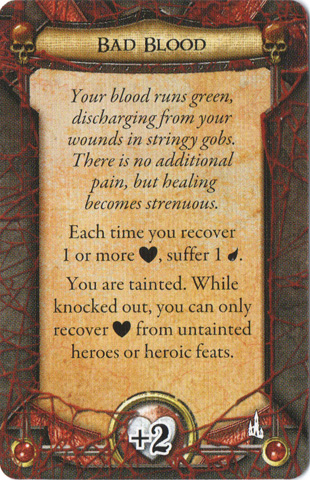 BAD BLOOD
Your blood runs green,
discharging from your
wounds in stringy gobs.
There is no additional
pain, but healing
becomes strenuous.
Each time you recover
1 or more ♥, suffer 1 .
You are tainted. While
knocked out, you can only
recover ♥ from untainted
heroes or heroic feats.
+2